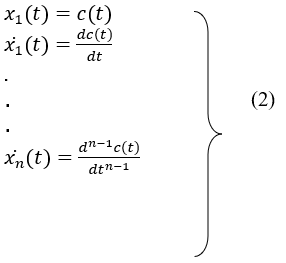 x₁(t) = c(t)
ẋ₁(t) = dc(t)/dt
.
.
.
ẋₙ(t) = dⁿ⁻¹c(t)/dtⁿ⁻¹
(2)